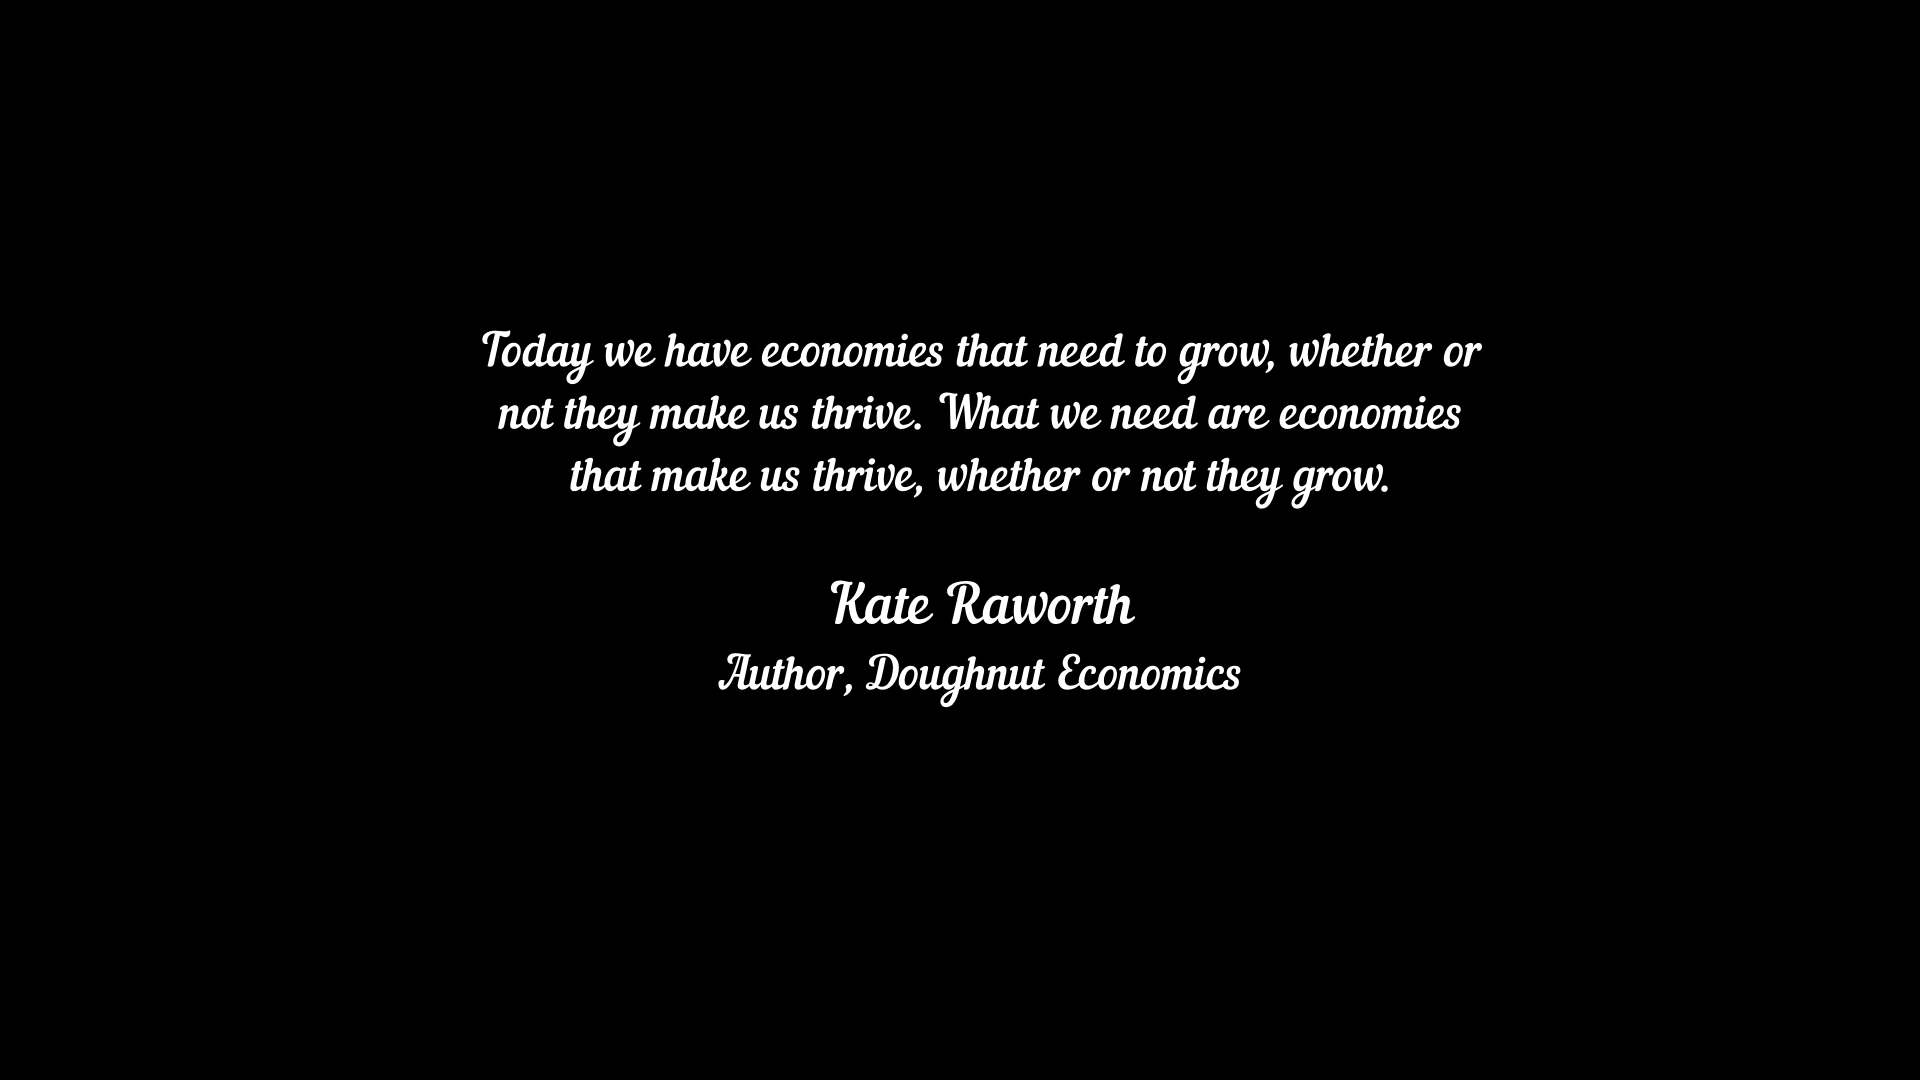 Today we have economies that need to grow, whether or
not they make us thrive. What we need are economies
that make us thrive, whether or not they grow.
Kate Raworth
Author, Doughnut Economics